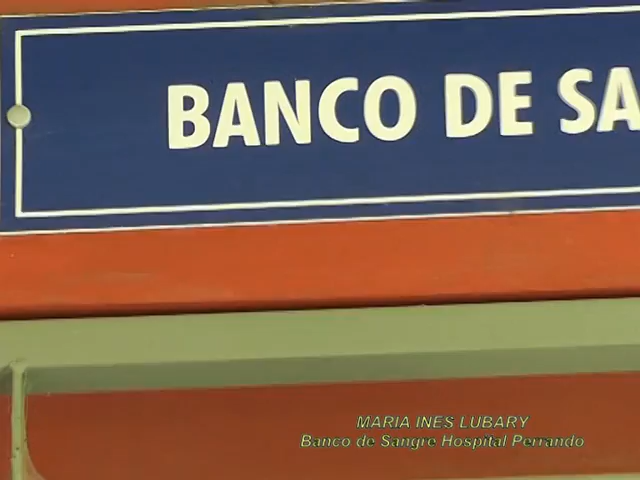 BANCO DE SA
MARIA INES LUBARY
Banco de Sangre Hospital Perrando